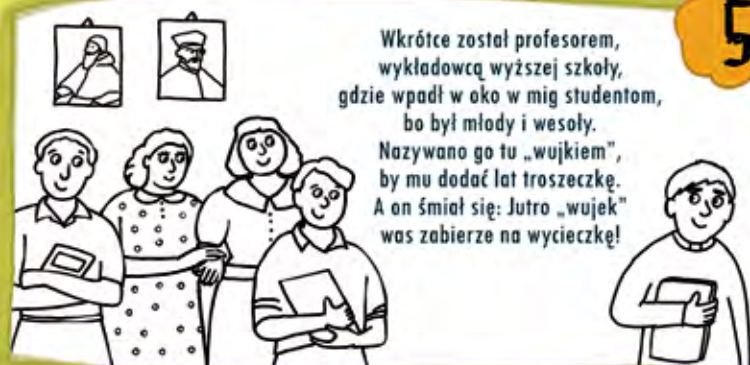 5
Wkrótce został profesorem,
wykładowcą wyższej szkoły,
gdzie wpadł w oko w mig studentom,
bo był młody i wesoły.
Nazywano go tu „wujkiem”,
by mu dodać lat troszeczkę.
A on śmiał się: Jutro „wujek”
was zabierze na wycieczkę!